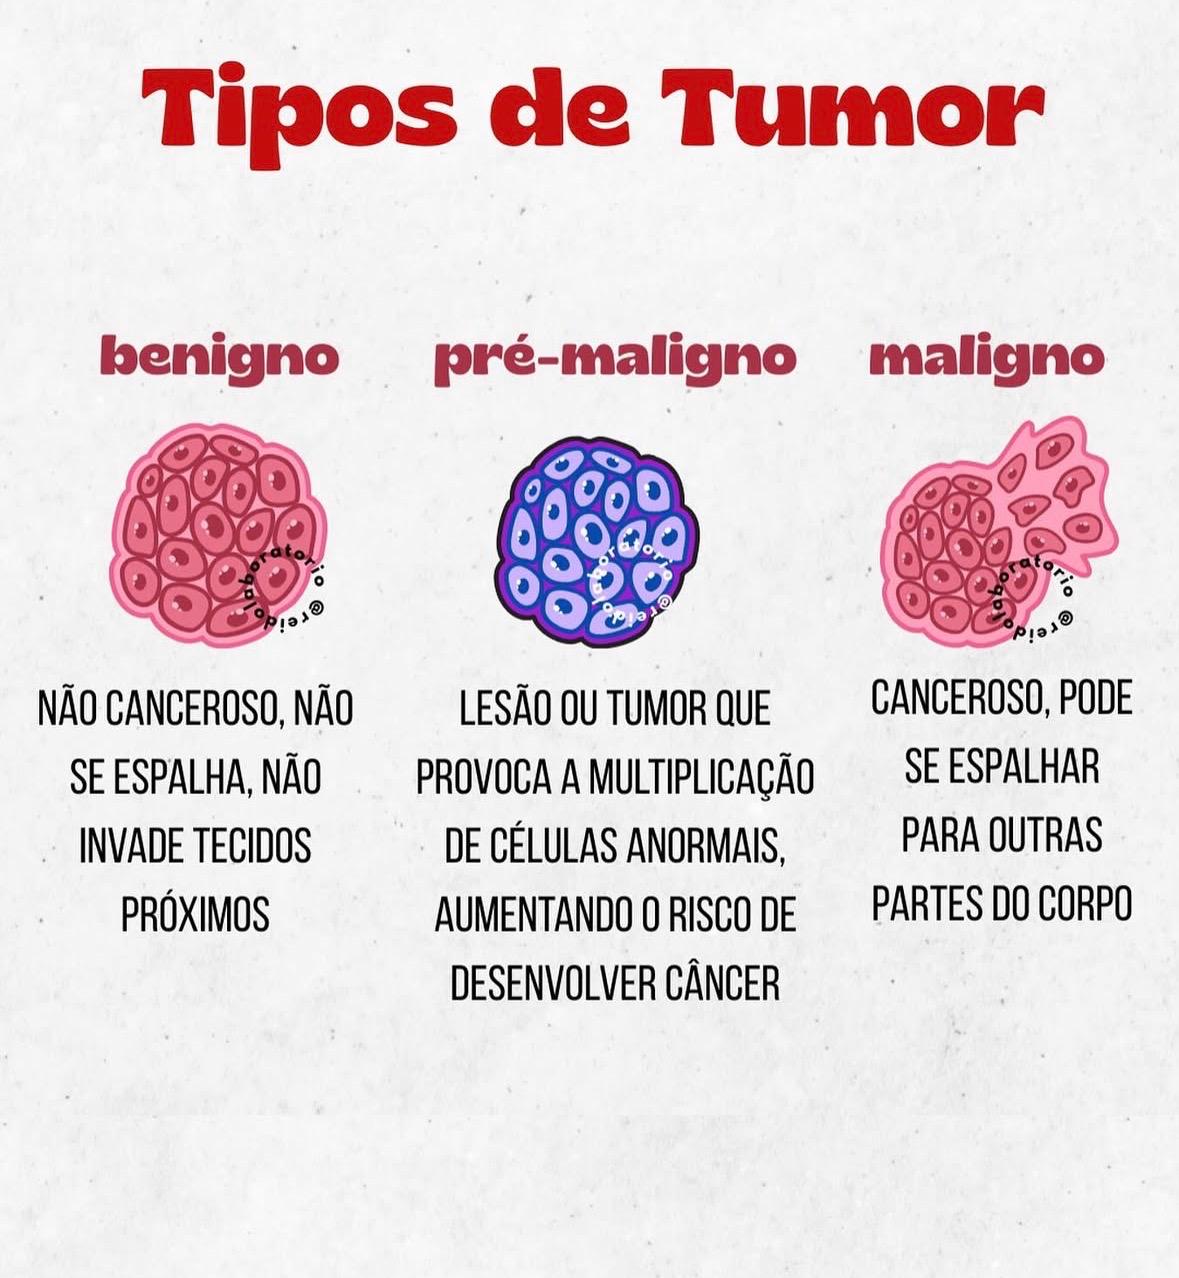 Tipos de Tumor
benigno
NÃO CANCEROSO, NÃO
SE ESPALHA, NÃO
INVADE TECIDOS
PRÓXIMOS
pré-maligno
LESÃO OU TUMOR QUE
PROVOCA A MULTIPLICAÇÃO
DE CÉLULAS ANORMAIS,
AUMENTANDO O RISCO DE
DESENVOLVER CÂNCER
maligno
CANCEROSO, PODE
SE ESPALHAR
PARA OUTRAS
PARTES DO CORPO
@reidolaboratorio
@reidolaboratorio
@reidolaboratorio